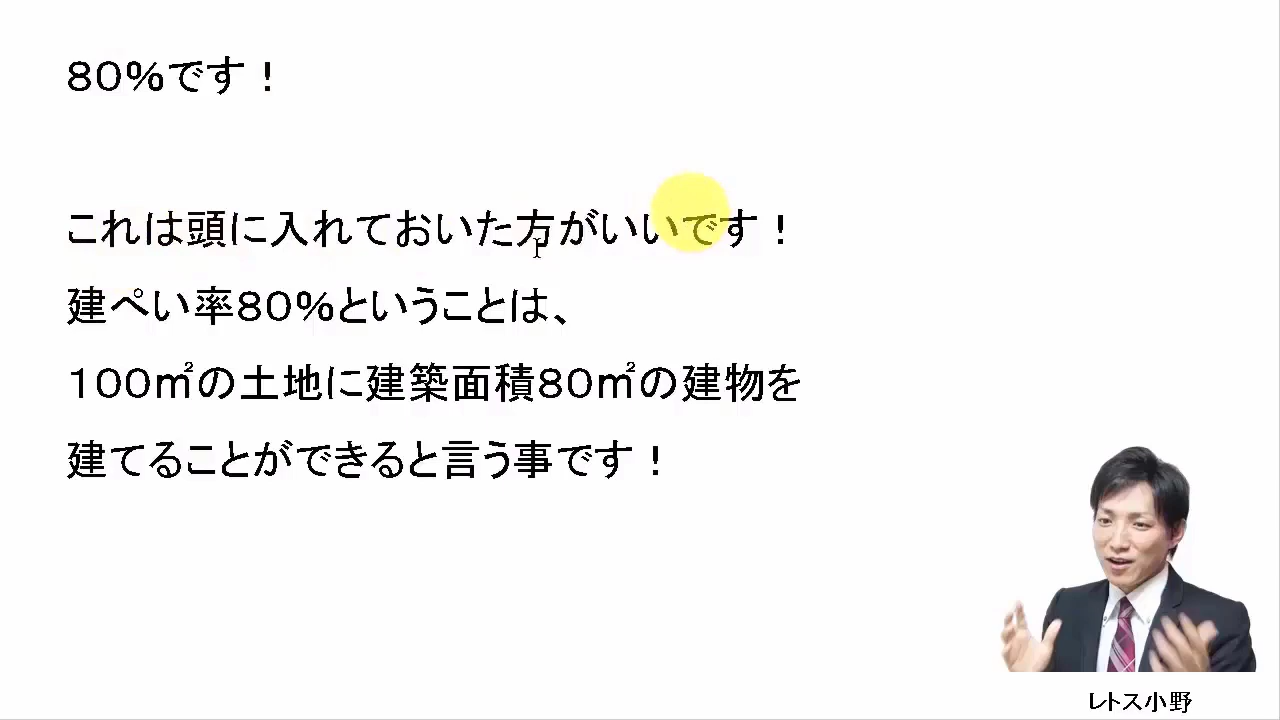 ８０％です！
これは頭に入れておいた方がいいです！
建ぺい率８０％ということは、
１００㎡の土地に建築面積８０㎡の建物を
建てることができると言う事です！
レトス小野